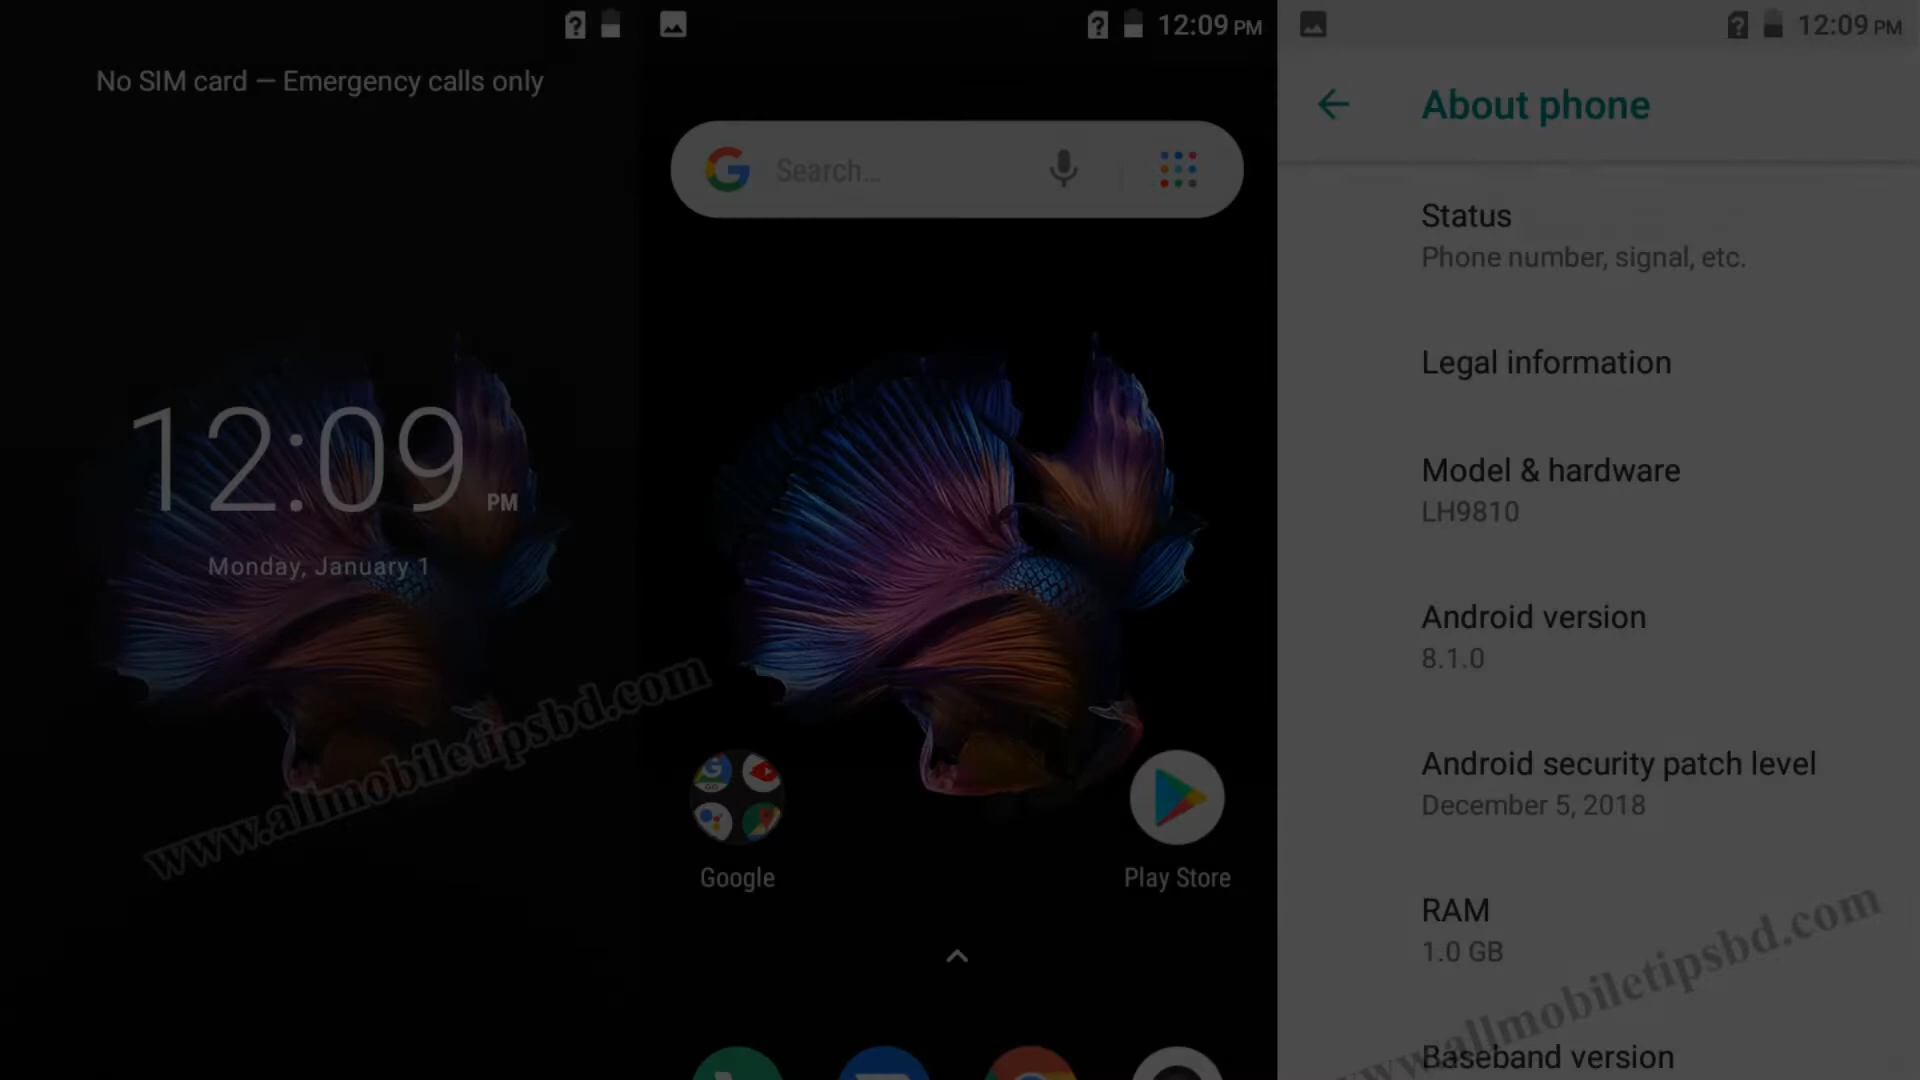 No SIM card — Emergency calls only
12:09 PM
Monday, January 1
www.allmobiletipsbd.com
12:09 PM
Search...
GO
Google
Play Store
12:09 PM
About phone
Status
Phone number, signal, etc.
Legal information
Model & hardware
LH9810
Android version
8.1.0
Android security patch level
December 5, 2018
RAM
1.0 GB
Baseband version
www.allmobiletipsbd.com